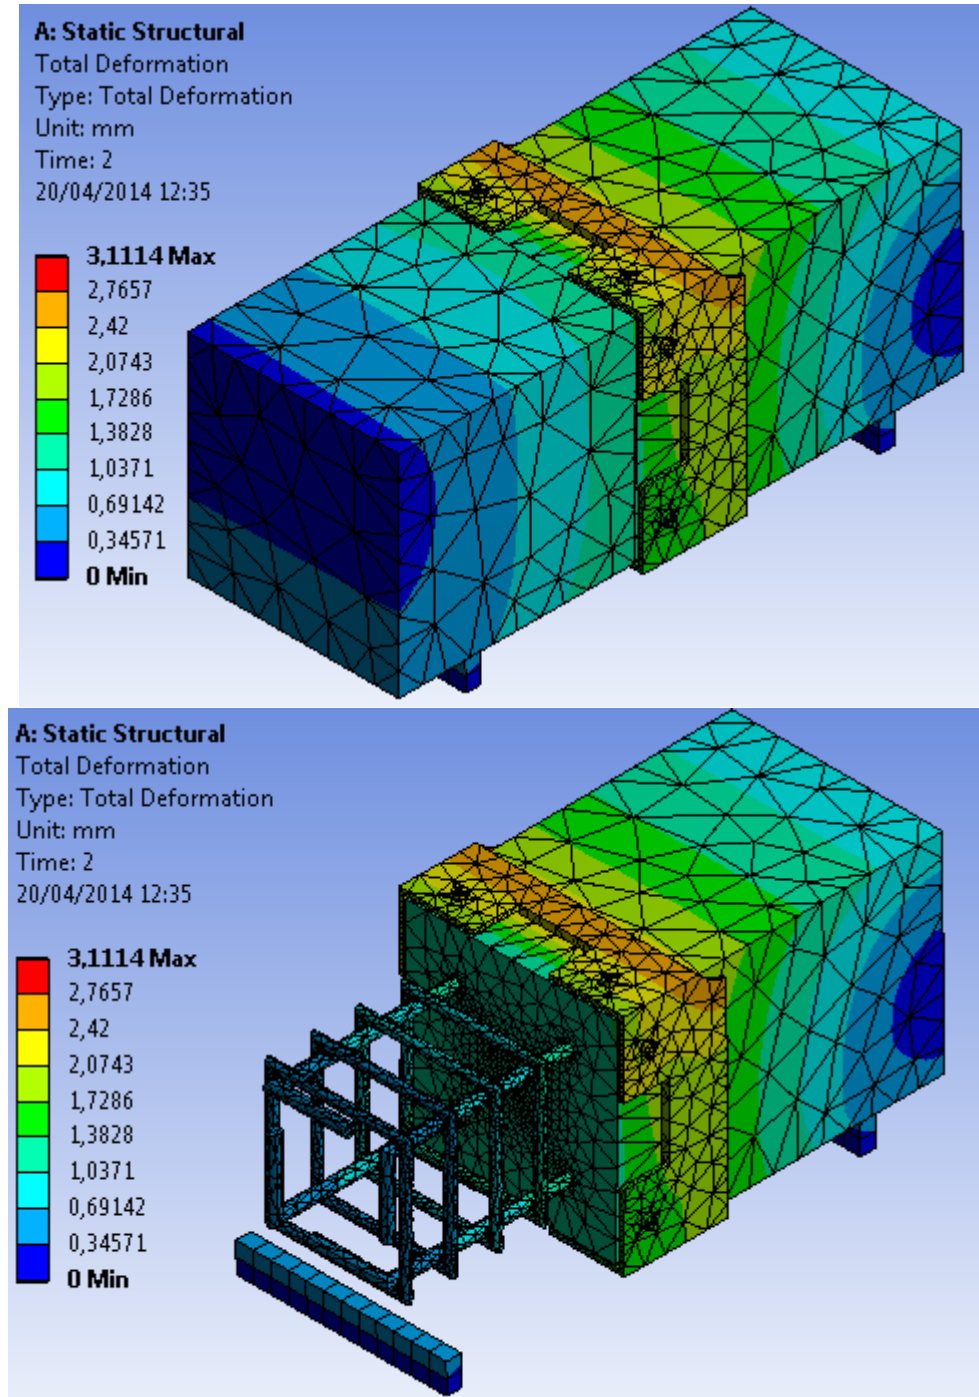 A: Static Structural
Total Deformation
Type: Total Deformation
Unit: mm
Time: 2
20/04/2014 12:35
3,1114 Max
2,7657
2,42
2,0743
1,7286
1,3828
1,0371
0,69142
0,34571
0 Min
A: Static Structural
Total Deformation
Type: Total Deformation
Unit: mm
Time: 2
20/04/2014 12:35
3,1114 Max
2,7657
2,42
2,0743
1,7286
1,3828
1,0371
0,69142
0,34571
0 Min